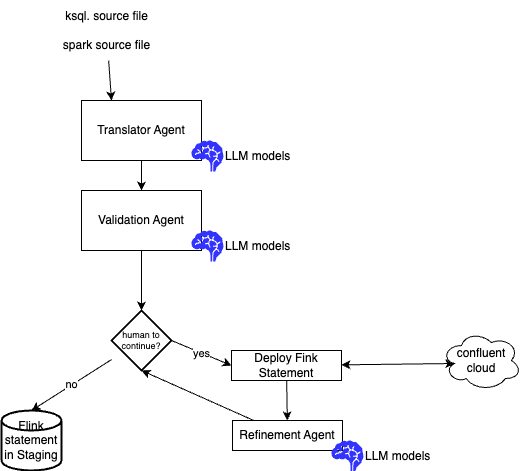 ksql. source file
spark source file
Translator Agent
LLM models
Validation Agent
LLM models
human to
continue?
yes
Deploy Fink
Statement
confluent
cloud
no
Flink
statement
in Staging
Refinement Agent
LLM models